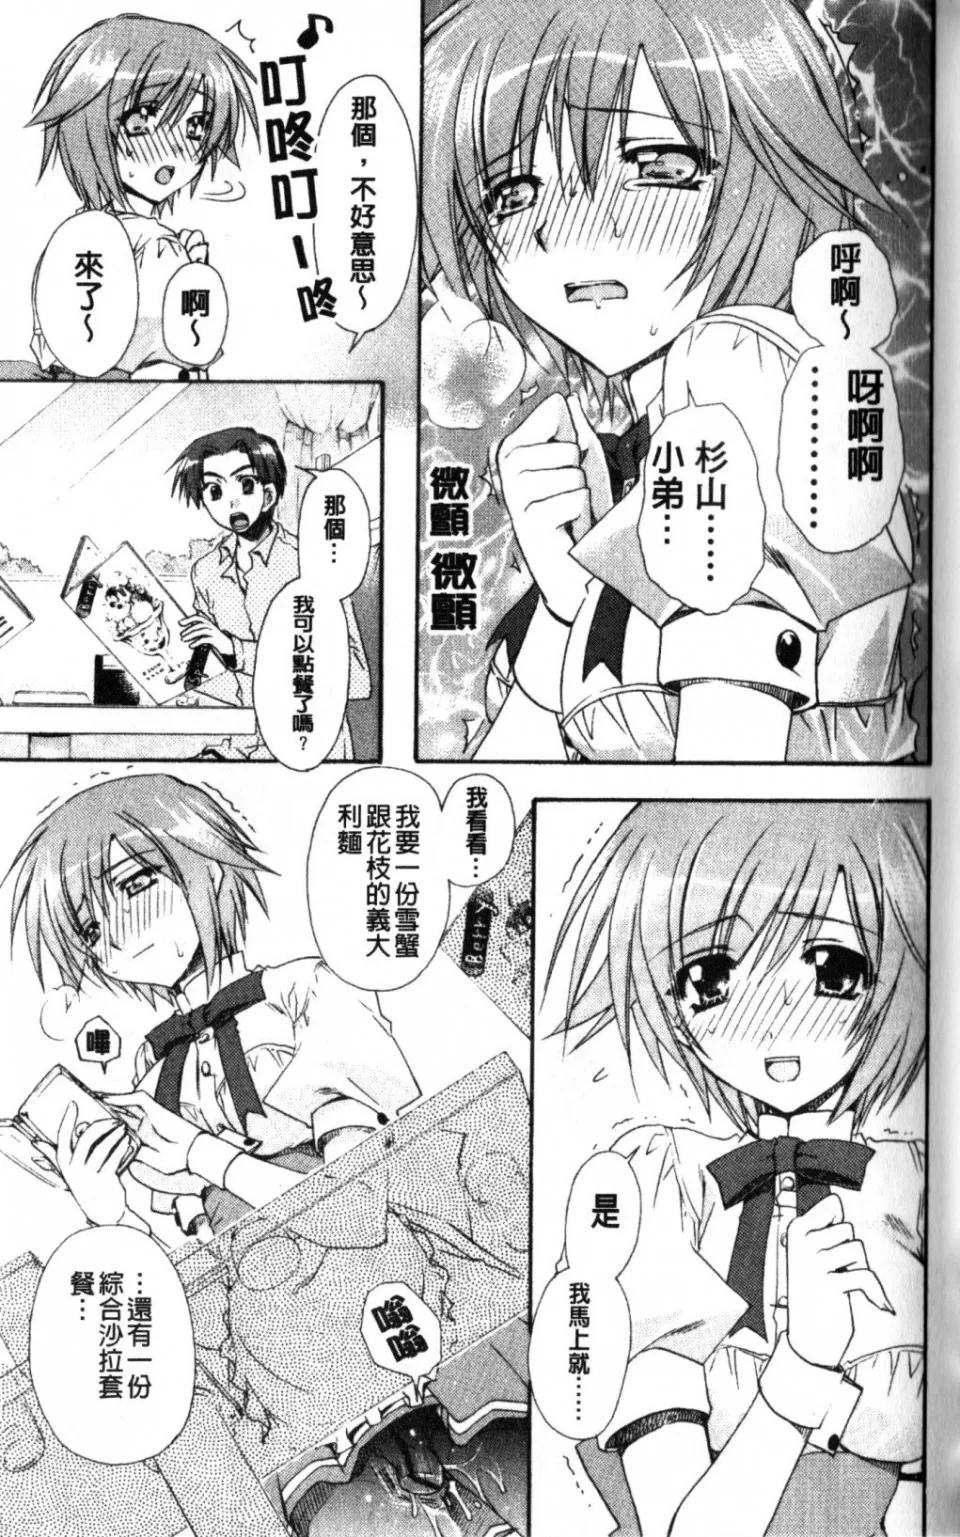 呼啊～
…………
呀啊啊
杉山……
小弟…
微顫 微顫
那個，不好意思～
叮咚叮ー咚
啊～
來了～
那個…
我可以點餐了嗎？
是
我馬上就……
我看看…
我要一份雪蟹
跟花枝的義大
利麵
嗶
嗡嗡
…還有一份
綜合沙拉套
餐…